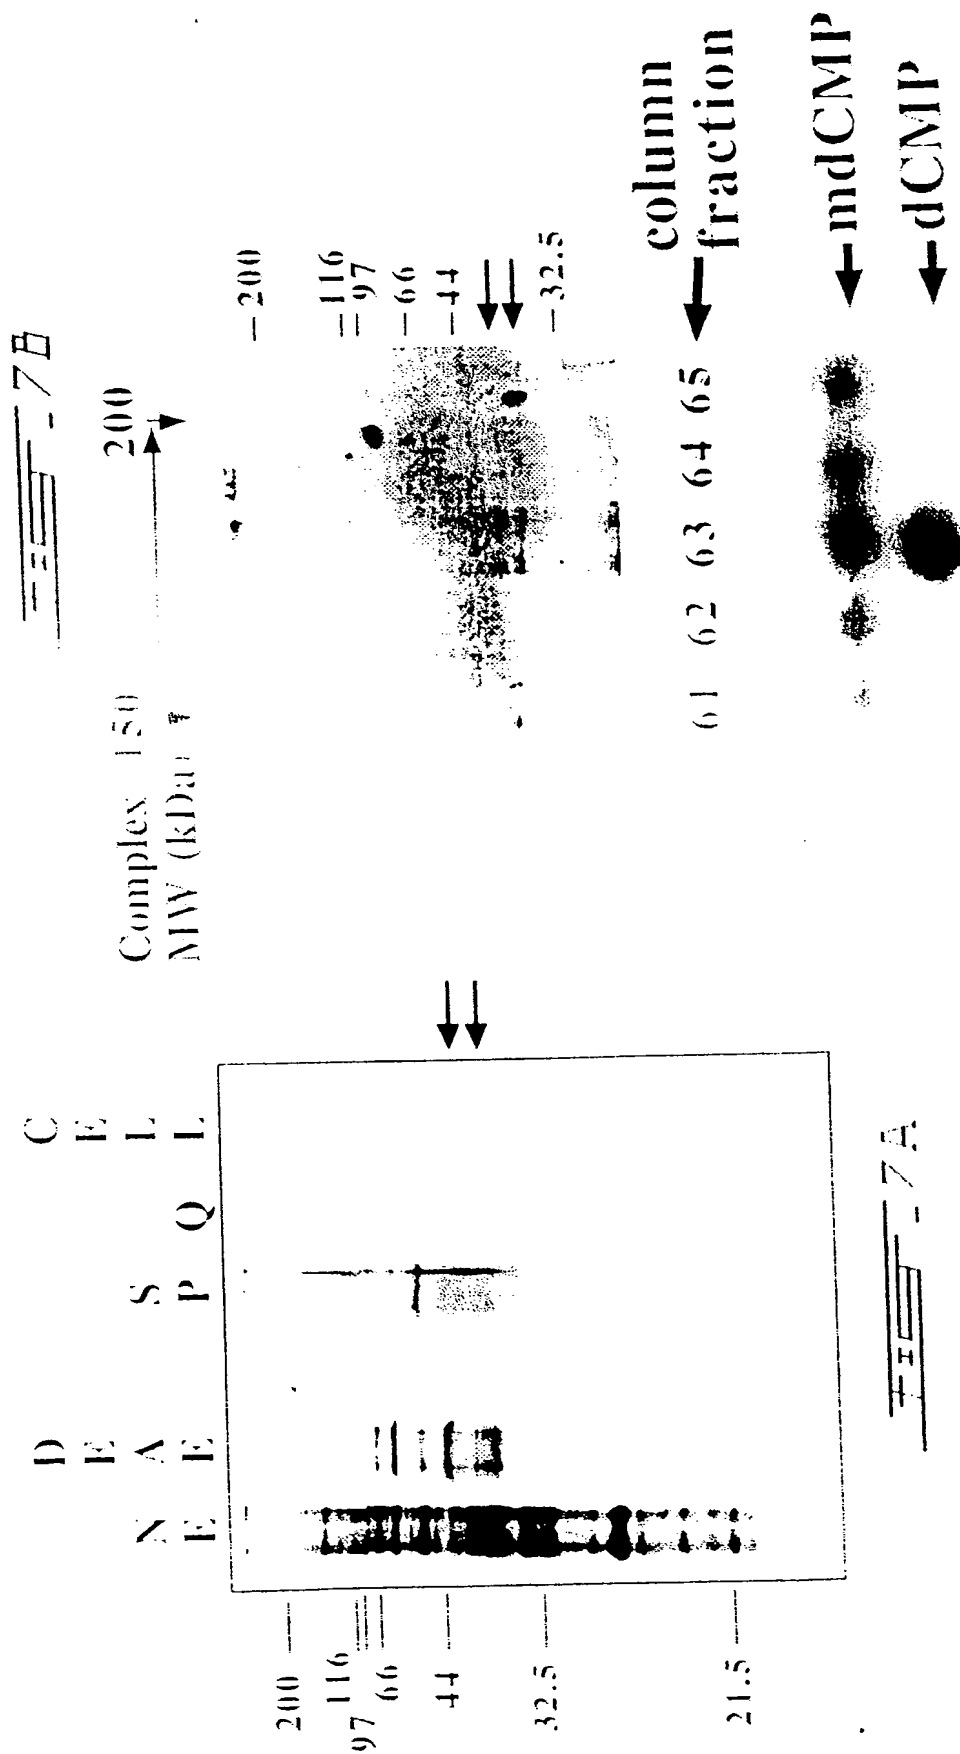 FIG_7B
Complex 150 200
MW (kDa)
200
116
97
66
44
32.5
61 62 63 64 65
column
fraction
mdCMP
dCMP
N E
D E A E
S P
Q
C E L L
200
116
97
66
44
32.5
21.5
FIG_7A